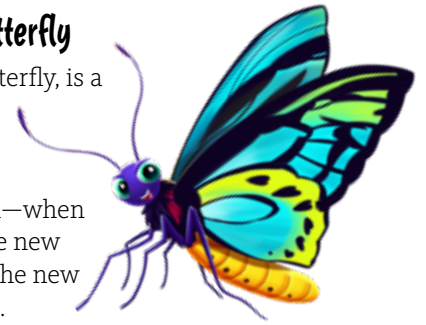 tterfly
terfly, is a
—when
e new
he new
.